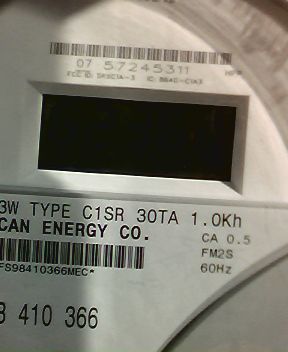 07 57245311
3W TYPE C1SR 30TA 1.0Kh
CAN ENERGY CO.
CA 0.5
FM2S
60Hz
FS98410366MEC*
410 366